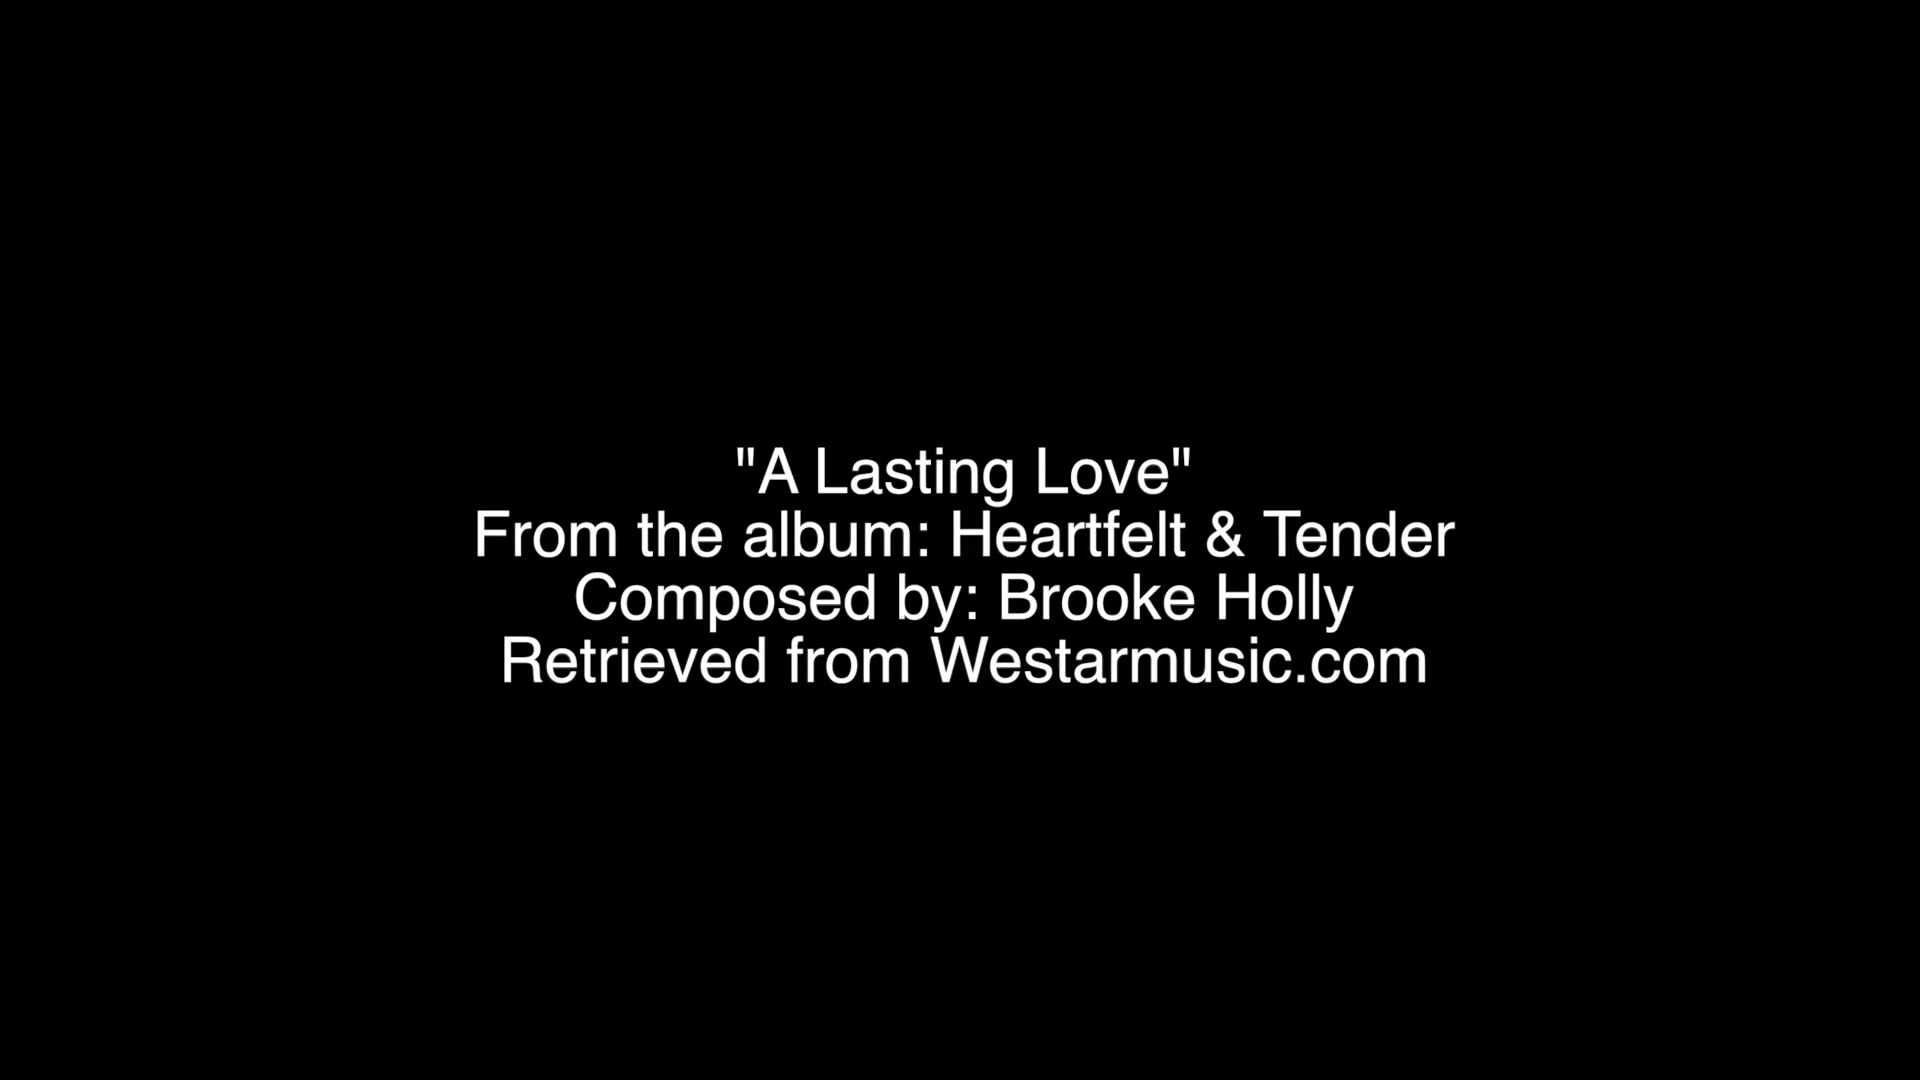 "A Lasting Love"
From the album: Heartfelt & Tender
Composed by: Brooke Holly
Retrieved from Westarmusic.com